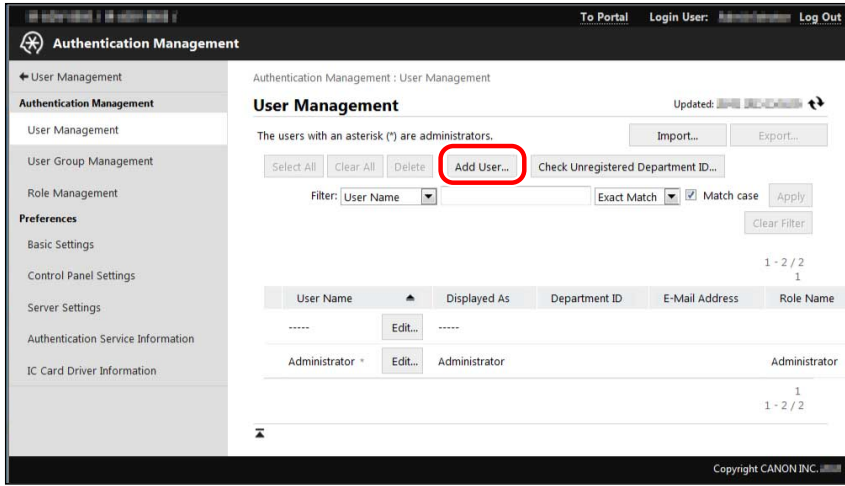 To Portal Login User: Log Out
Authentication Management
User Management
Authentication Management : User Management
Authentication Management
User Management Updated:
User Management
The users with an asterisk (*) are administrators. Import... Export...
User Group Management
Select All Clear All Delete Add User... Check Unregistered Department ID...
Role Management
Filter: User Name Exact Match Match case Apply
Preferences
Clear Filter
Basic Settings
1 - 2 / 2
Control Panel Settings
1
User Name Displayed As Department ID E-Mail Address Role Name
Server Settings
----- Edit... -----
Authentication Service Information
Administrator * Edit... Administrator Administrator
IC Card Driver Information
1
1 - 2 / 2
Copyright CANON INC.